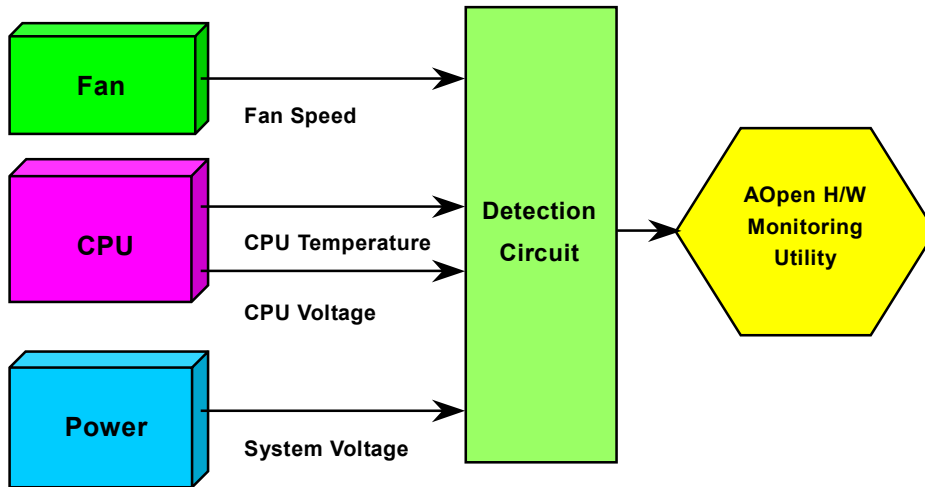 Fan
Fan Speed
CPU
CPU Temperature
CPU Voltage
Power
System Voltage
Detection
Circuit
AOpen H/W
Monitoring
Utility